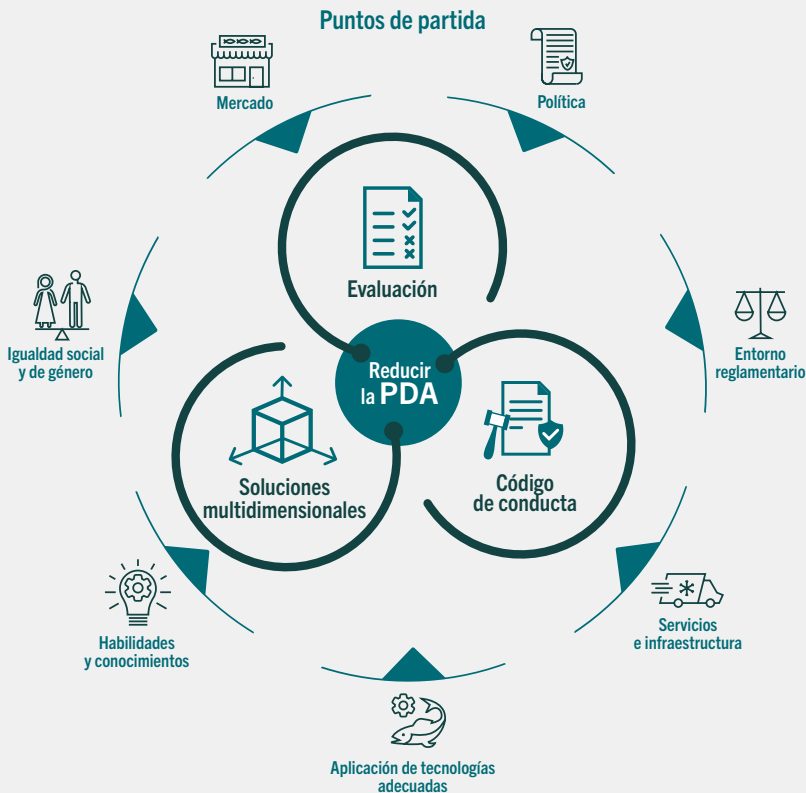 Puntos de partida
Mercado
Política
Evaluación
Igualdad social
y de género
Entorno
reglamentario
Reducir
la PDA
Soluciones
multidimensionales
Código
de conducta
Habilidades
y conocimientos
Servicios
e infraestructura
Aplicación de tecnologías
adecuadas